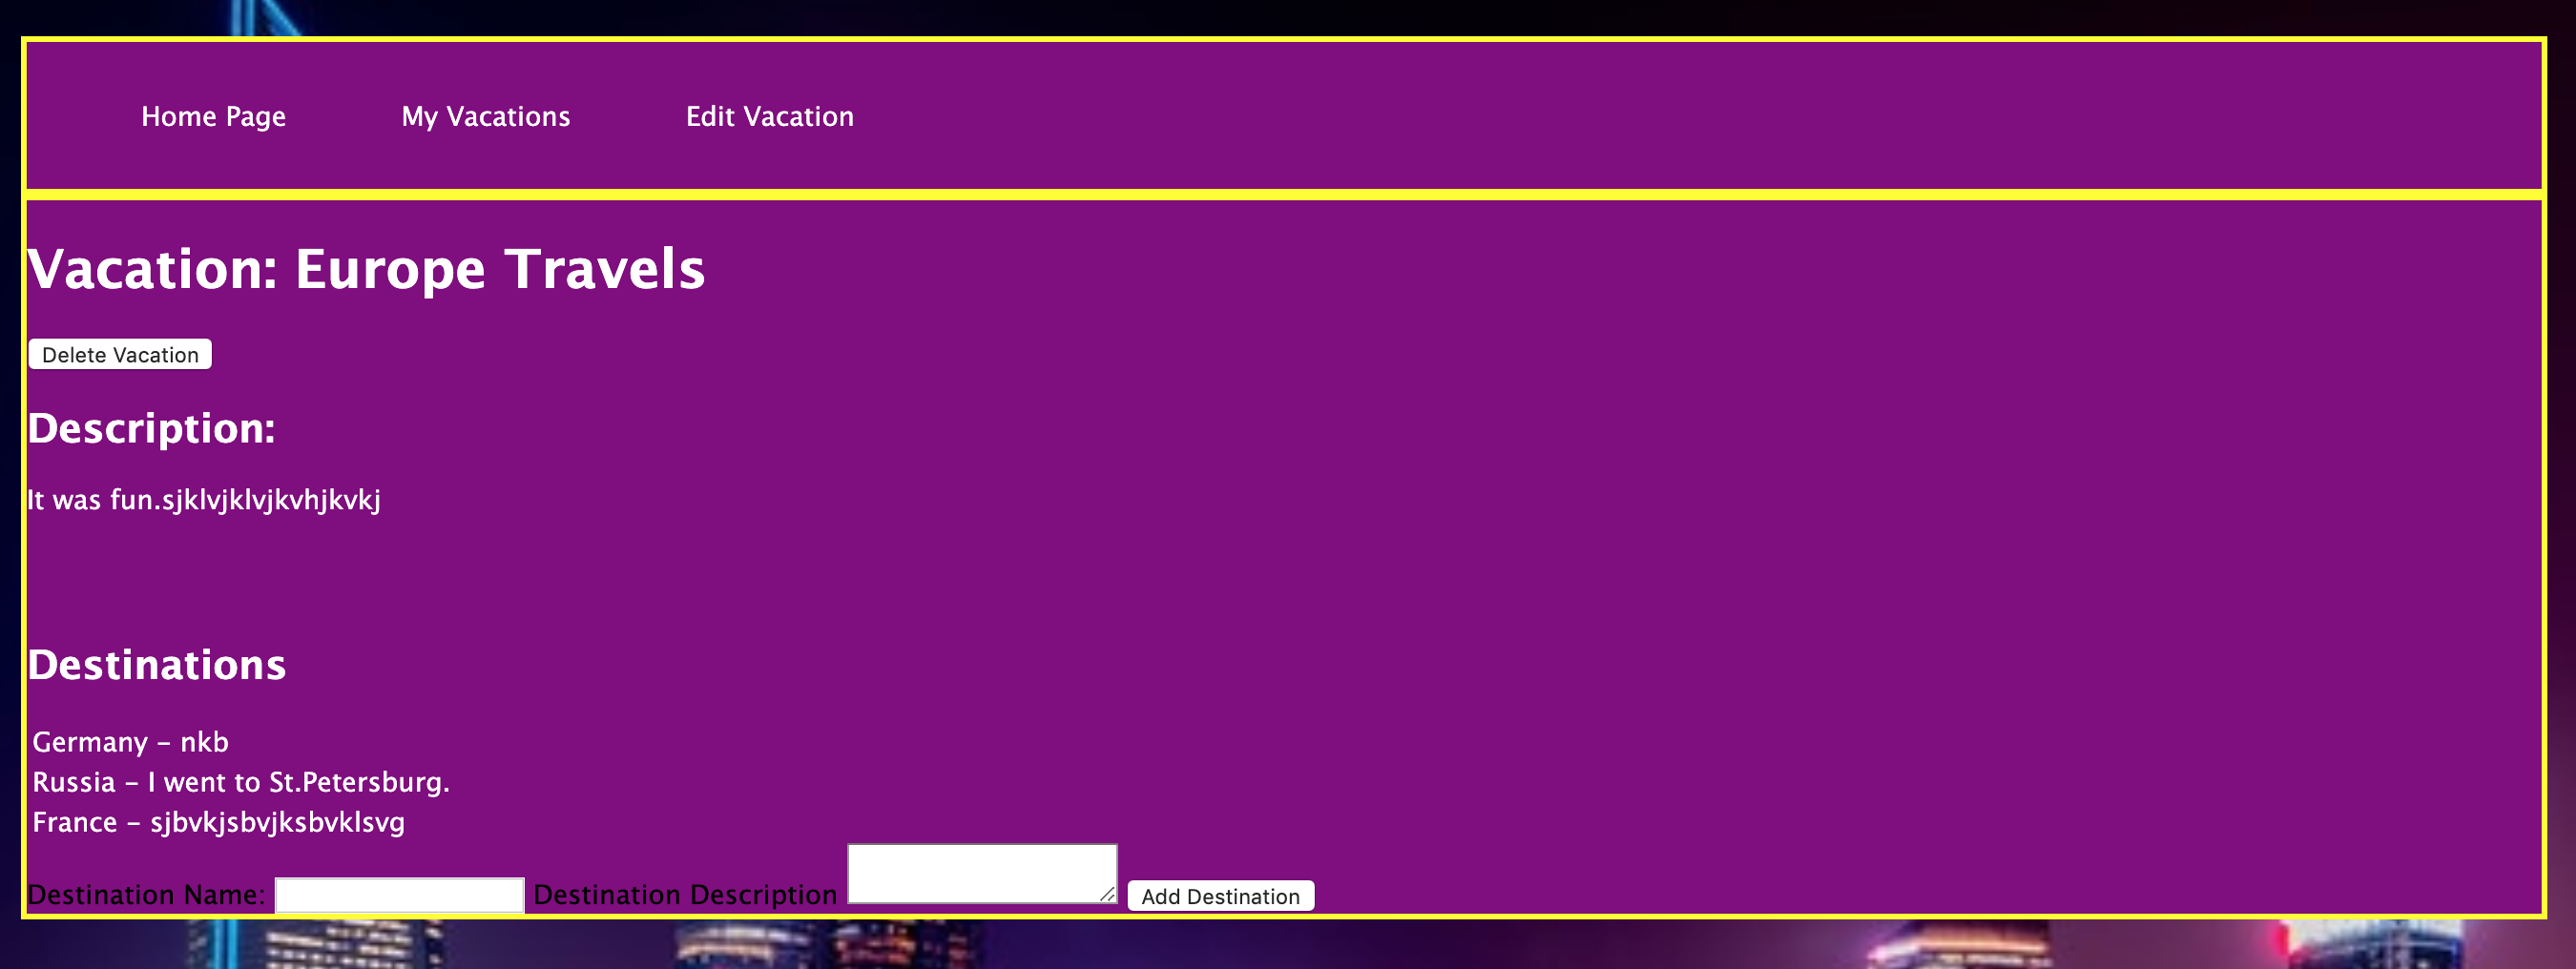 Home Page My Vacations Edit Vacation
Vacation: Europe Travels
Delete Vacation
Description:
It was fun.sjklvjklvjkvhjkvkj
Destinations
Germany - nkb
Russia - I went to St.Petersburg.
France - sjbvkjsbvjksbvklsvg
Destination Name: Destination Description Add Destination